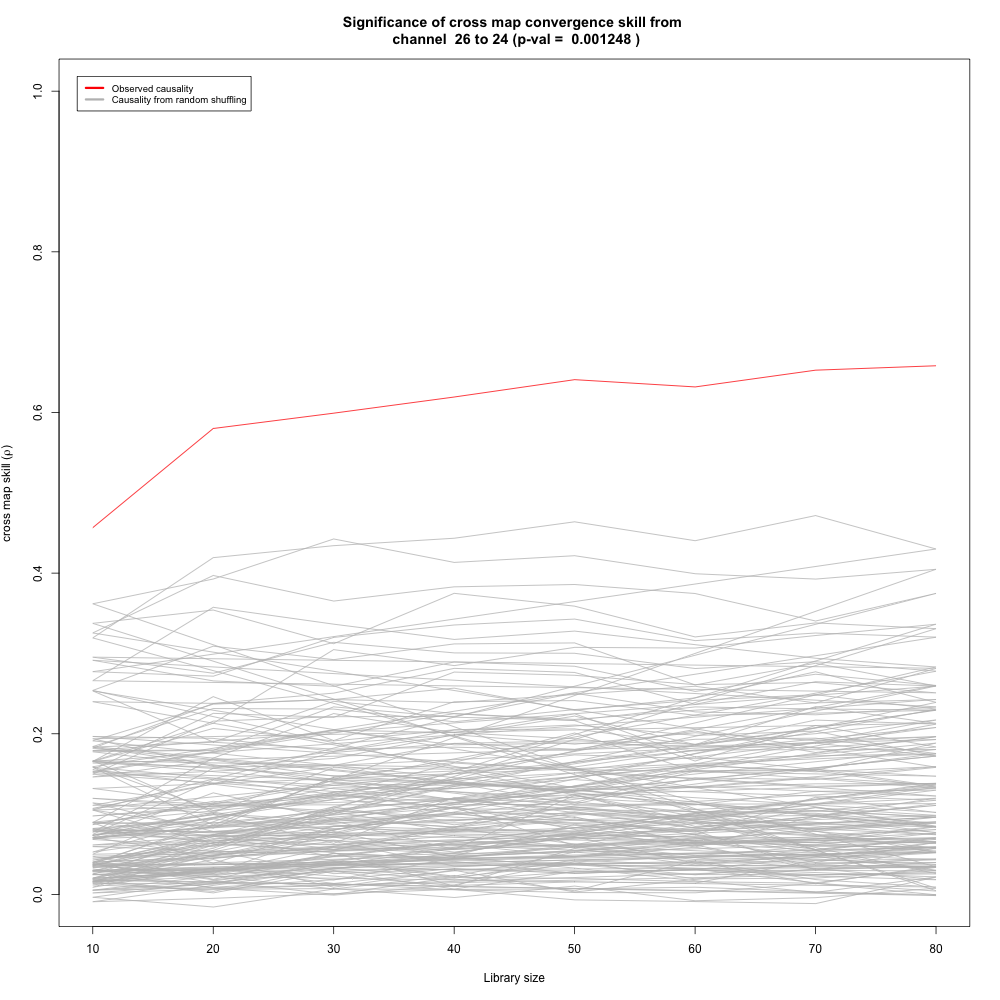 Significance of cross map convergence skill from
channel  26 to 24 (p-val =  0.001248 )
Observed causality
Causality from random shuffling
cross map skill (ρ)
1.0
0.8
0.6
0.4
0.2
0.0
10 20 30 40 50 60 70 80
Library size